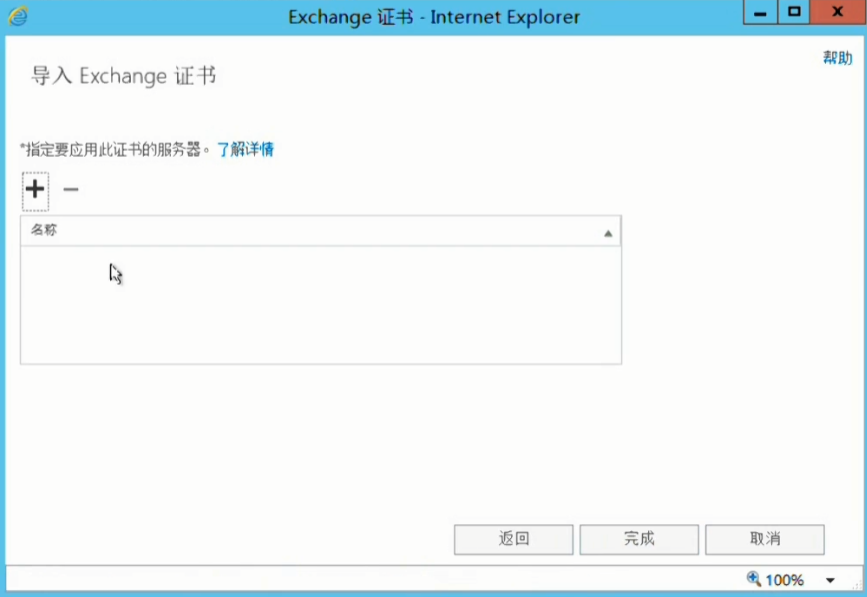 Exchange 证书 - Internet Explorer
帮助
导入 Exchange 证书
*指定要应用此证书的服务器。了解详情
名称
返回 完成 取消
100%